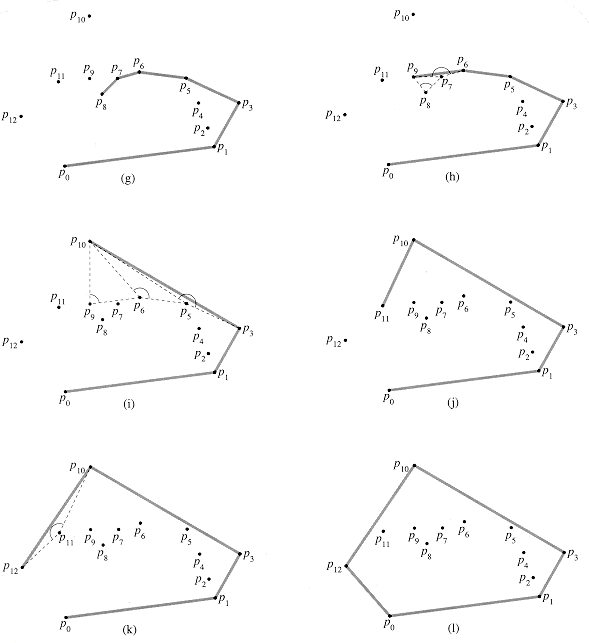 p10
p11 p9 p7 p6
p8 p5 p3
p12 p4
p2
p1
p0
(g)
p10
p11 p9 p6
p7 p5
p8 p3
p12 p4
p2
p1
p0
(h)
p10
p11
p9 p7 p6 p5
p8 p3
p12 p4
p2
p1
p0
(i)
p10
p11 p9 p7 p6 p5
p8 p3
p12 p4
p2
p1
p0
(j)
p10
p11 p9 p7 p6 p5
p8 p3
p12 p4
p2
p1
p0
(k)
p10
p11 p9 p7 p6 p5
p8 p3
p12 p4
p2
p1
p0
(l)